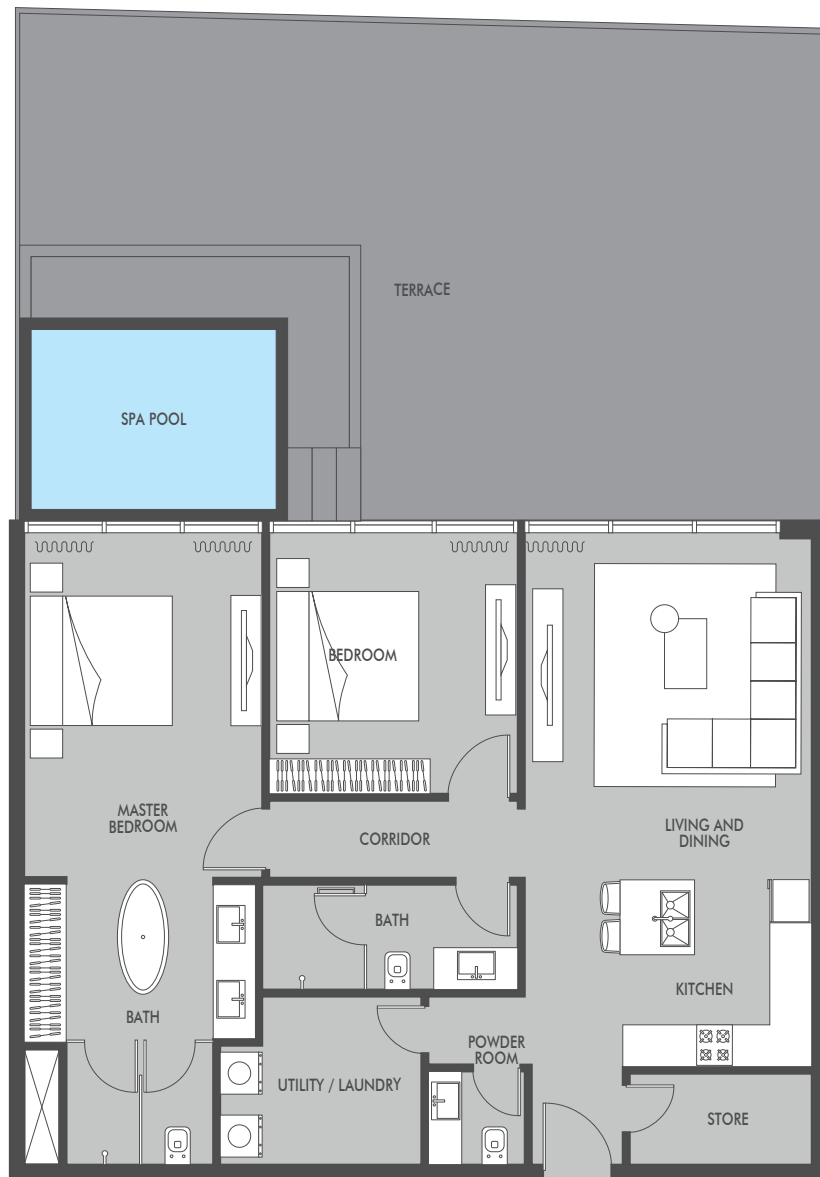 TERRACE
SPA POOL
BEDROOM
MASTER
BEDROOM
CORRIDOR
LIVING AND
DINING
BATH
KITCHEN
BATH
POWDER
ROOM
UTILITY / LAUNDRY
STORE